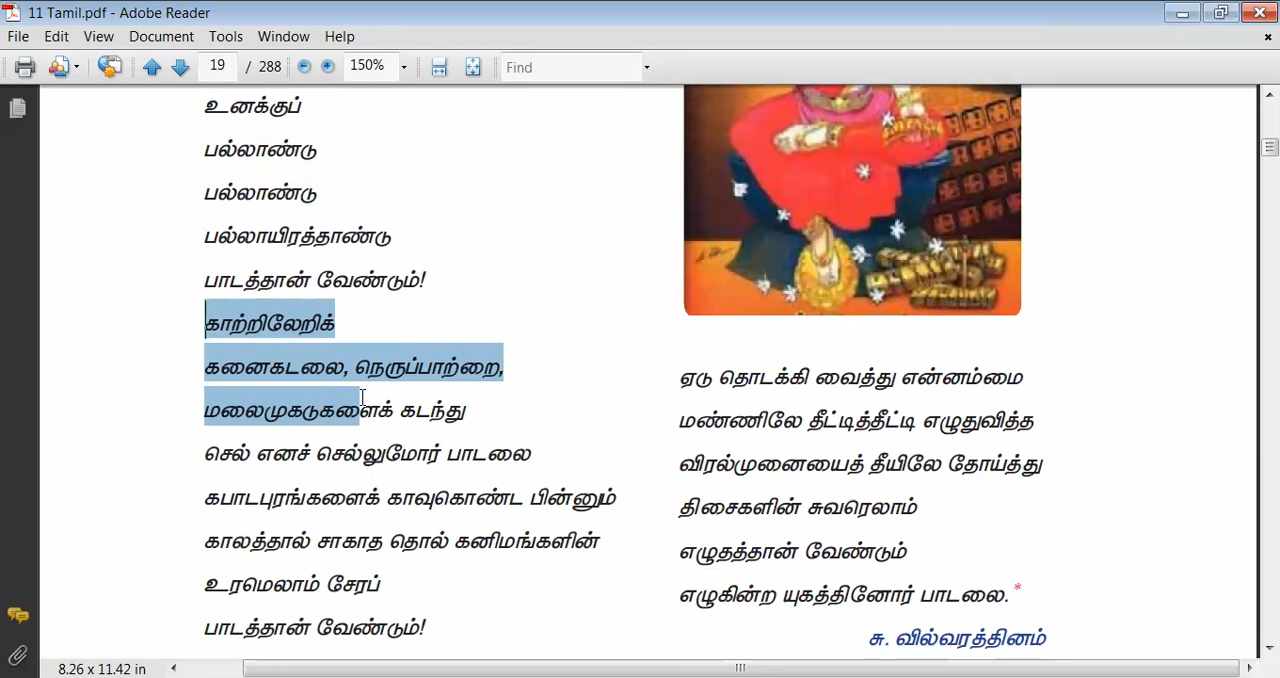 11 Tamil.pdf - Adobe Reader
File Edit View Document Tools Window Help
19 / 288 150% Find
உனக்குப்
பல்லாண்டு
பல்லாண்டு
பல்லாயிரத்தாண்டு
பாடத்தான் வேண்டும்!
காற்றிலேறிக்
கனைகடலை, நெருப்பாற்றை,
மலைமுகடுகளைக் கடந்து
செல் எனச் செல்லுமோர் பாடலை
கபாடபுரங்களைக் காவுகொண்ட பின்னும்
காலத்தால் சாகாத தொல் கனிமங்களின்
உரமெலாம் சேரப்
பாடத்தான் வேண்டும்!
ஏடு தொடக்கி வைத்து என்னம்மை
மண்ணிலே தீட்டித்தீட்டி எழுதுவித்த
விரல்முனையைத் தீயிலே தோய்த்து
திசைகளின் சுவரெலாம்
எழுதத்தான் வேண்டும்
எழுகின்ற யுகத்தினோர் பாடலை.*
சு. வில்வரத்தினம்
8.26 x 11.42 in